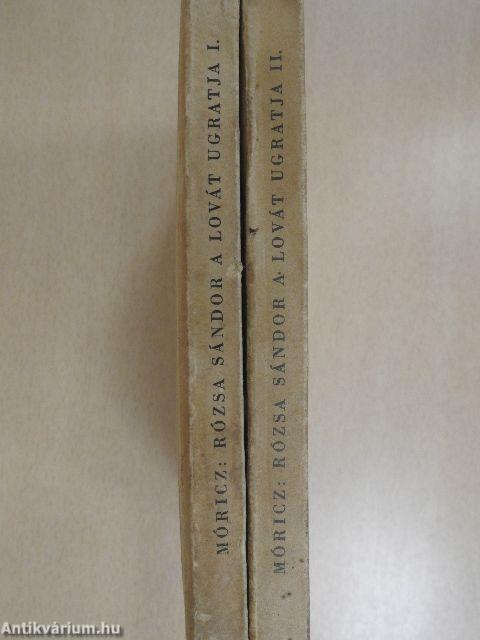 MÓRICZ: RÓZSA SÁNDOR A LOVÁT UGRATJA I.
MÓRICZ: RÓZSA SÁNDOR A LOVÁT UGRATJA II.
Antikvárium.hu